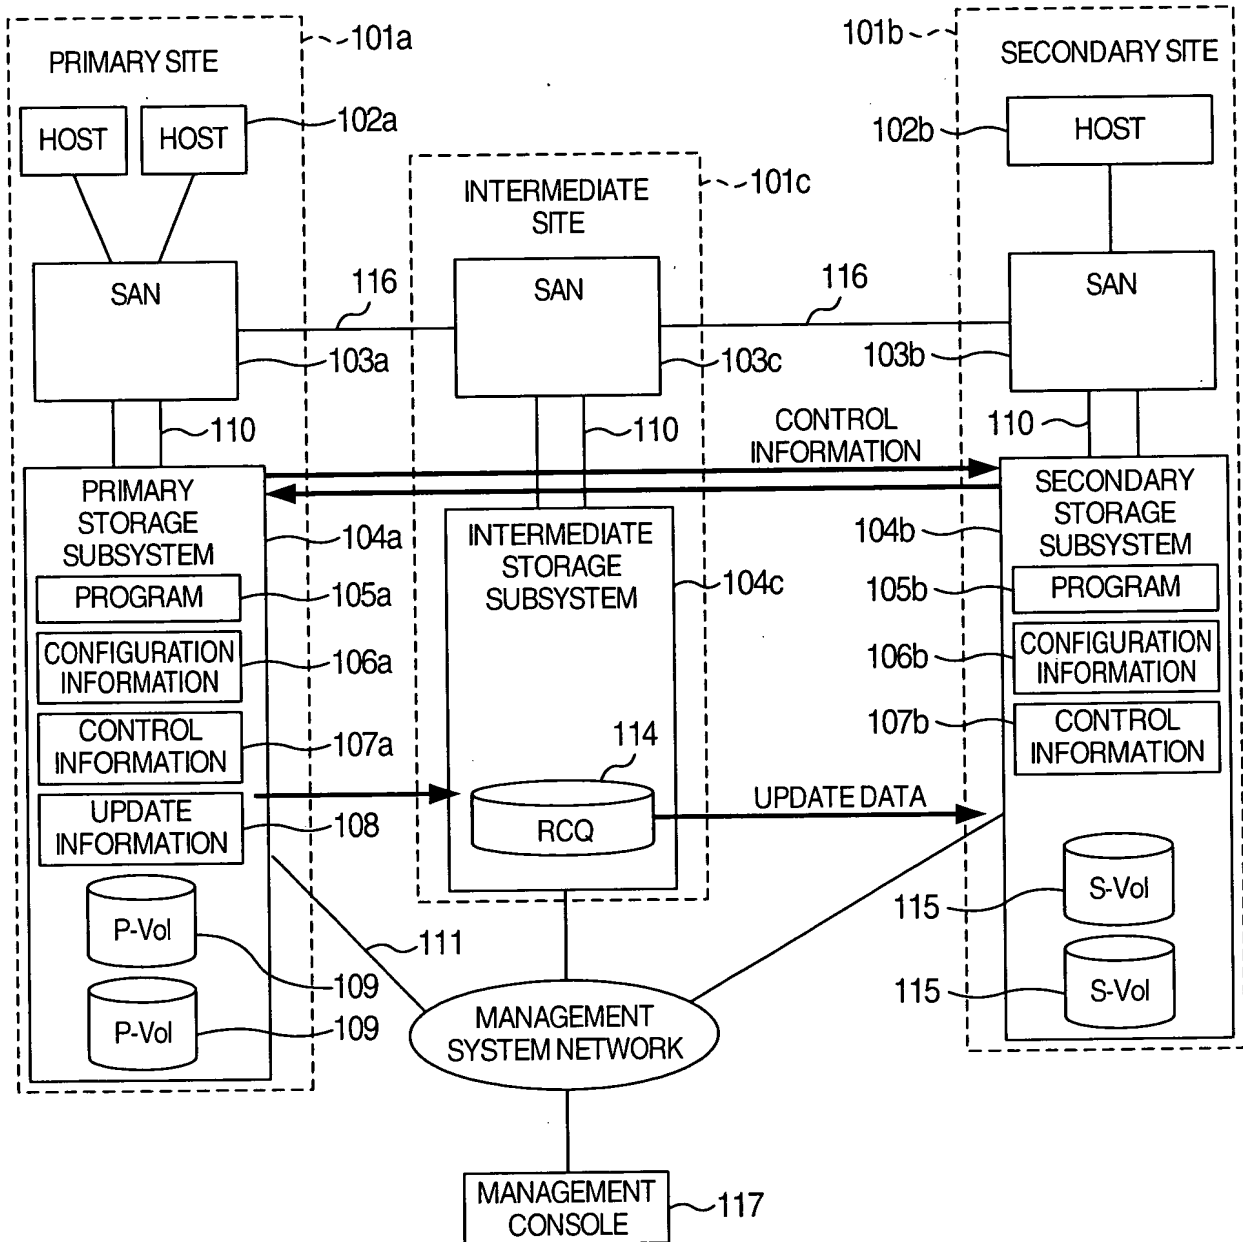 PRIMARY SITE
101a
HOST
HOST
102a
SAN
103a
110
PRIMARY
STORAGE
SUBSYSTEM
104a
PROGRAM
105a
CONFIGURATION
INFORMATION
106a
CONTROL
INFORMATION
107a
UPDATE
INFORMATION
108
P-Vol
109
P-Vol
109
INTERMEDIATE
SITE
101c
116
SAN
103c
116
110
CONTROL
INFORMATION
INTERMEDIATE
STORAGE
SUBSYSTEM
104c
114
RCQ
UPDATE DATA
111
MANAGEMENT
SYSTEM NETWORK
MANAGEMENT
CONSOLE
117
101b
SECONDARY SITE
102b
HOST
SAN
103b
110
SECONDARY
STORAGE
SUBSYSTEM
104b
PROGRAM
105b
CONFIGURATION
INFORMATION
106b
CONTROL
INFORMATION
107b
S-Vol
115
S-Vol
115